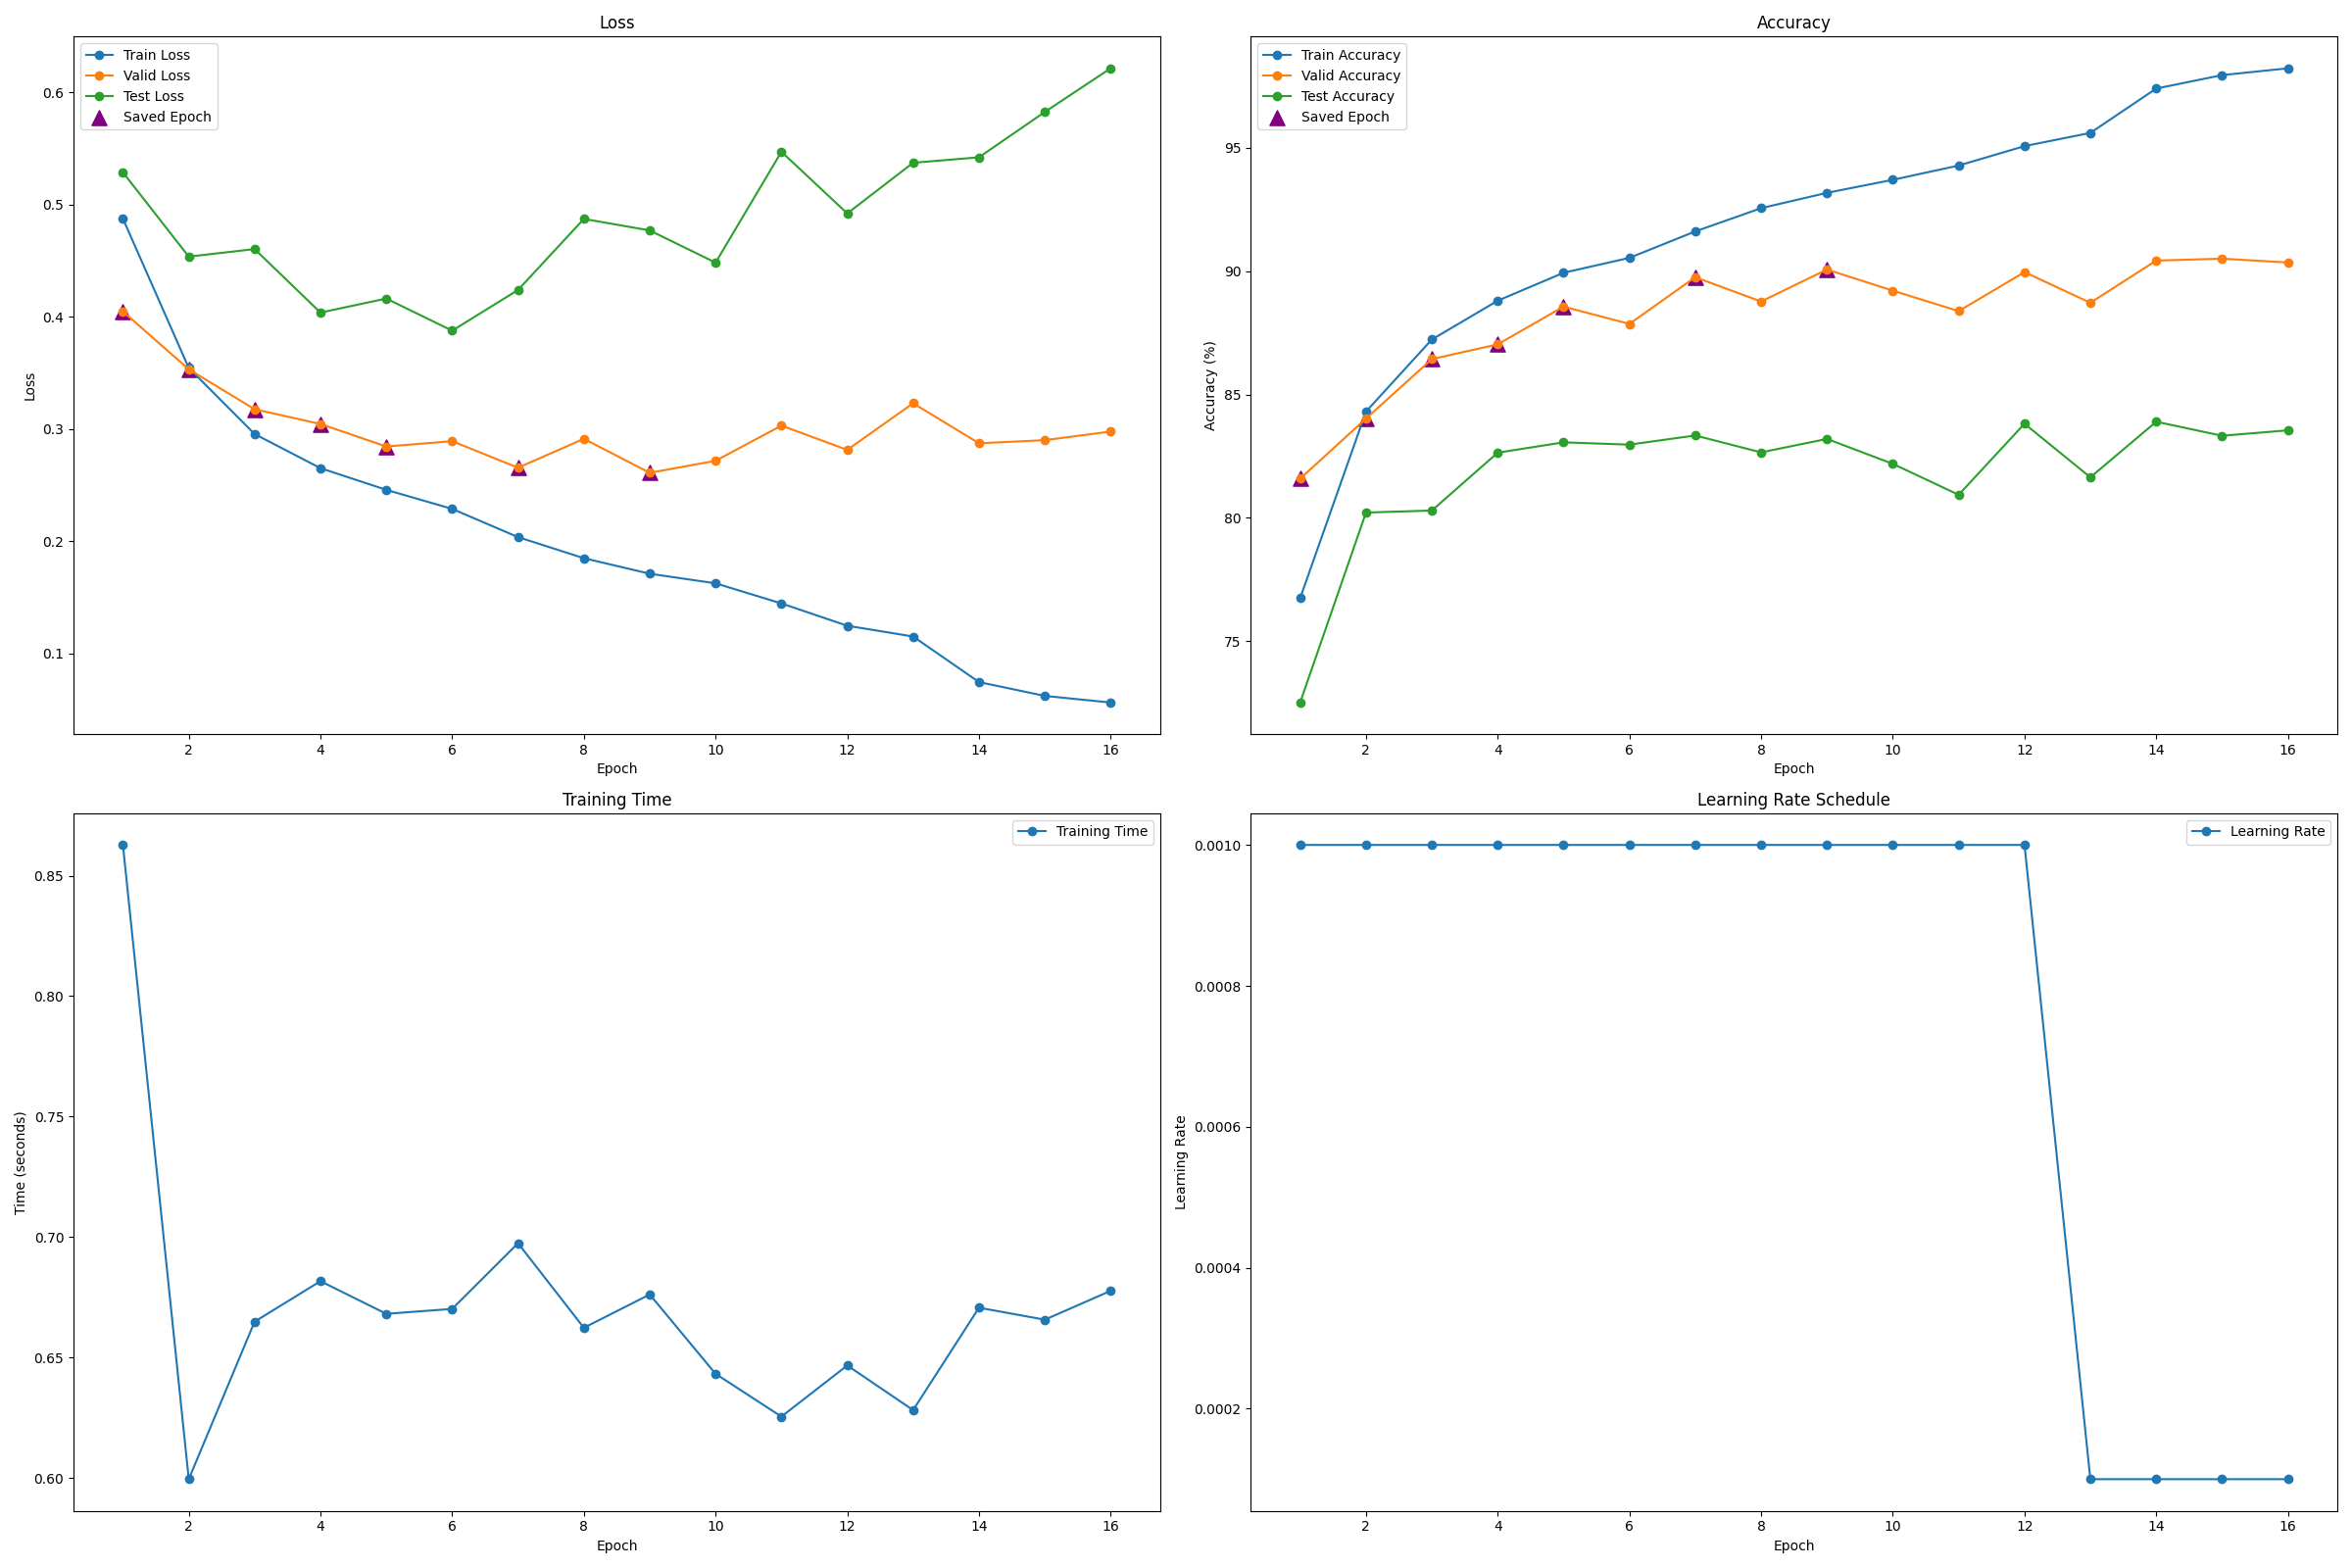 Loss
Train Loss
Valid Loss
Test Loss
Saved Epoch
0.6
0.5
0.4
0.3
0.2
0.1
Loss
2 4 6 8 10 12 14 16
Epoch
Accuracy
Train Accuracy
Valid Accuracy
Test Accuracy
Saved Epoch
95
90
85
80
75
Accuracy (%)
2 4 6 8 10 12 14 16
Epoch
Training Time
Training Time
0.85
0.80
0.75
0.70
0.65
0.60
Time (seconds)
2 4 6 8 10 12 14 16
Epoch
Learning Rate Schedule
Learning Rate
0.0010
0.0008
0.0006
0.0004
0.0002
Learning Rate
2 4 6 8 10 12 14 16
Epoch